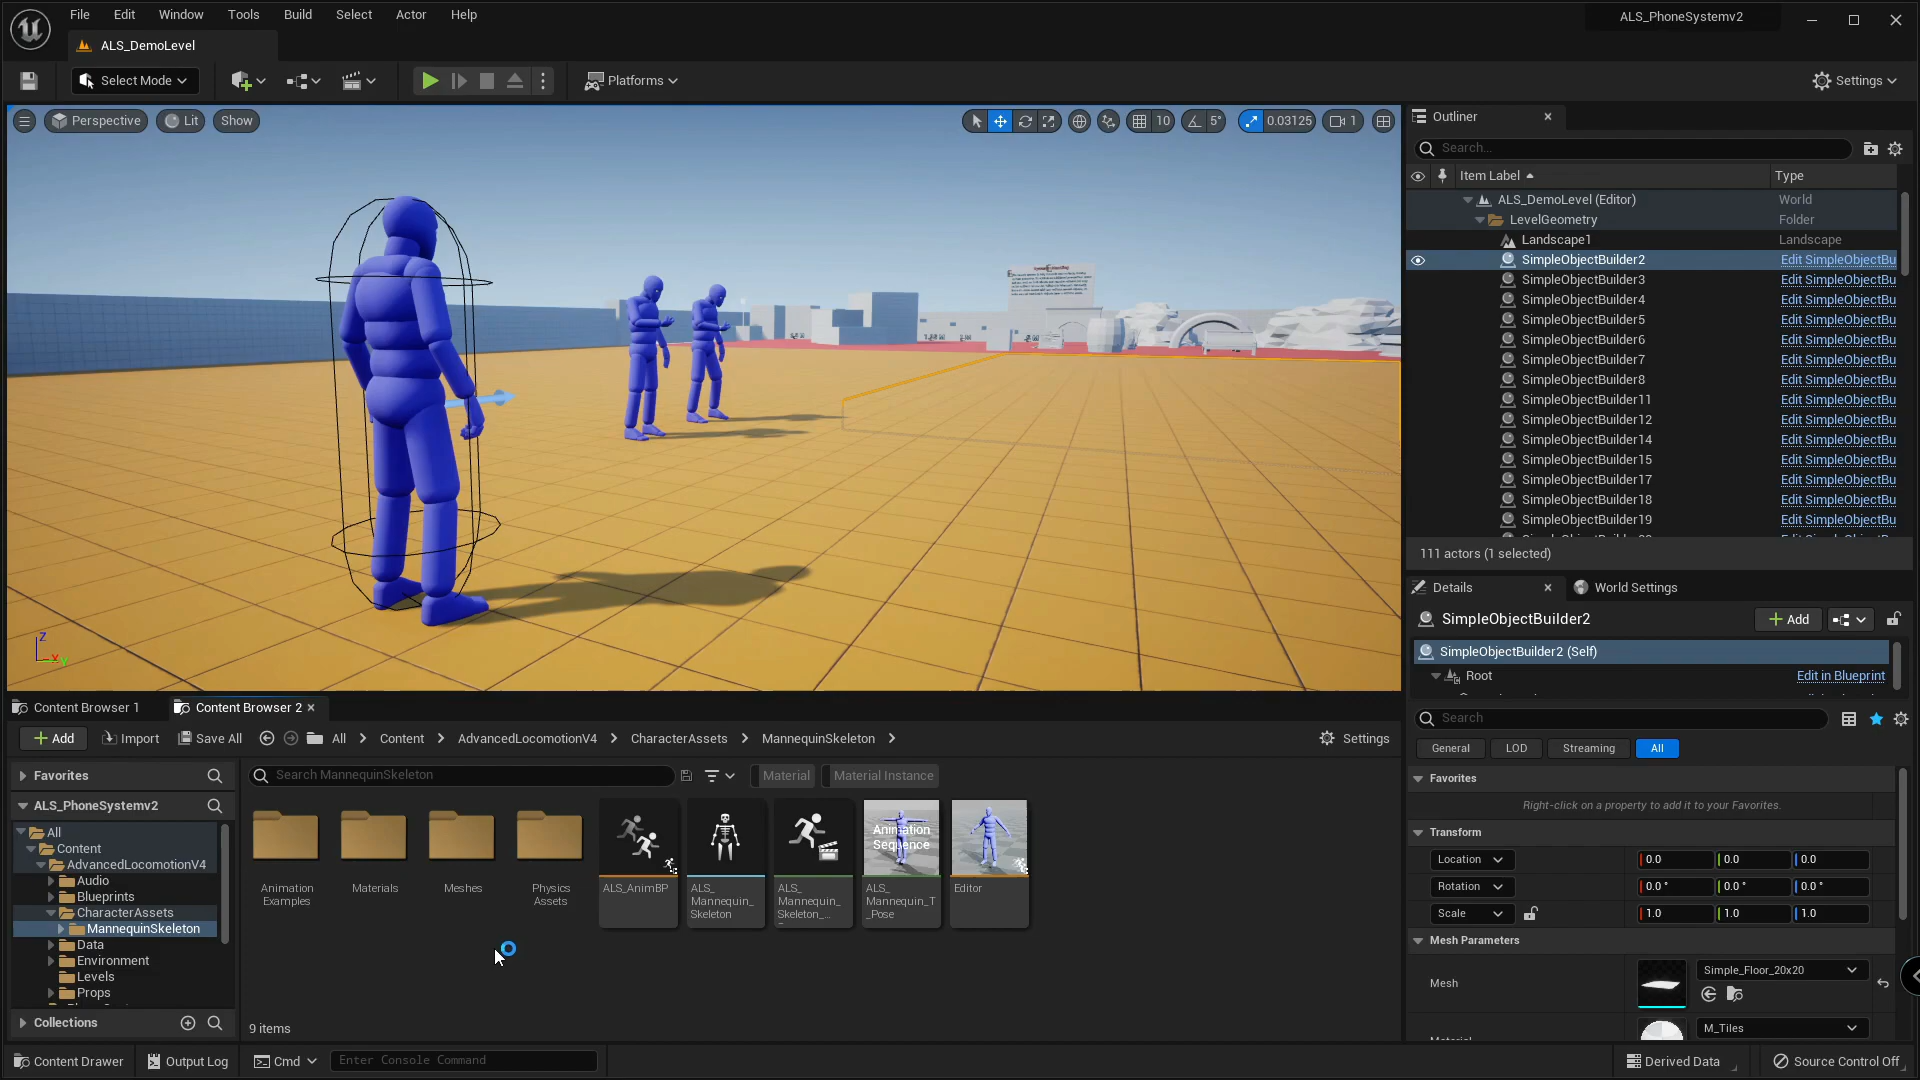 File Edit Window Tools Build Select Actor Help
ALS_PhoneSystemv2
ALS_DemoLevel
Select Mode
Platforms
Settings
Perspective Lit Show
10 5° 0.03125 1
Outliner
Search...
Item Label Type
ALS_DemoLevel (Editor) World
LevelGeometry Folder
Landscape1 Landscape
SimpleObjectBuilder2 Edit SimpleObjectBu
SimpleObjectBuilder3 Edit SimpleObjectBu
SimpleObjectBuilder4 Edit SimpleObjectBu
SimpleObjectBuilder5 Edit SimpleObjectBu
SimpleObjectBuilder6 Edit SimpleObjectBu
SimpleObjectBuilder7 Edit SimpleObjectBu
SimpleObjectBuilder8 Edit SimpleObjectBu
SimpleObjectBuilder11 Edit SimpleObjectBu
SimpleObjectBuilder12 Edit SimpleObjectBu
SimpleObjectBuilder14 Edit SimpleObjectBu
SimpleObjectBuilder15 Edit SimpleObjectBu
SimpleObjectBuilder17 Edit SimpleObjectBu
SimpleObjectBuilder18 Edit SimpleObjectBu
SimpleObjectBuilder19 Edit SimpleObjectBu
111 actors (1 selected)
Details World Settings
SimpleObjectBuilder2
Add
SimpleObjectBuilder2 (Self)
Root Edit in Blueprint
Search
General LOD Streaming All
Favorites
Right-click on a property to add it to your Favorites.
Transform
Location 0.0 0.0 0.0
Rotation 0.0 ° 0.0 ° 0.0 °
Scale 1.0 1.0 1.0
Mesh Parameters
Mesh Simple_Floor_20x20
M_Tiles
Z
X
Y
Content Browser 1 Content Browser 2
Add Import Save All All Content AdvancedLocomotionV4 CharacterAssets MannequinSkeleton Settings
Favorites
Search MannequinSkeleton
Material Material Instance
ALS_PhoneSystemv2
All
Content
AdvancedLocomotionV4
Audio
Blueprints
CharacterAssets
MannequinSkeleton
Data
Environment
Levels
Props
Collections
Animation
Examples
Materials
Meshes
Physics
Assets
ALS_AnimBP
ALS_
Mannequin_
Skeleton
ALS_
Mannequin_
Skeleton_...
Animation
Sequence
ALS_
Mannequin_T
_Pose
Editor
9 items
Content Drawer Output Log Cmd Enter Console Command
Derived Data Source Control Off